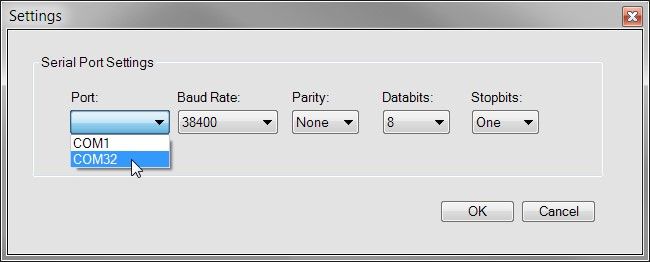 Settings
Serial Port Settings
Port: Baud Rate: Parity: Databits: Stopbits:
38400 None 8 One
COM1
COM32
OK Cancel